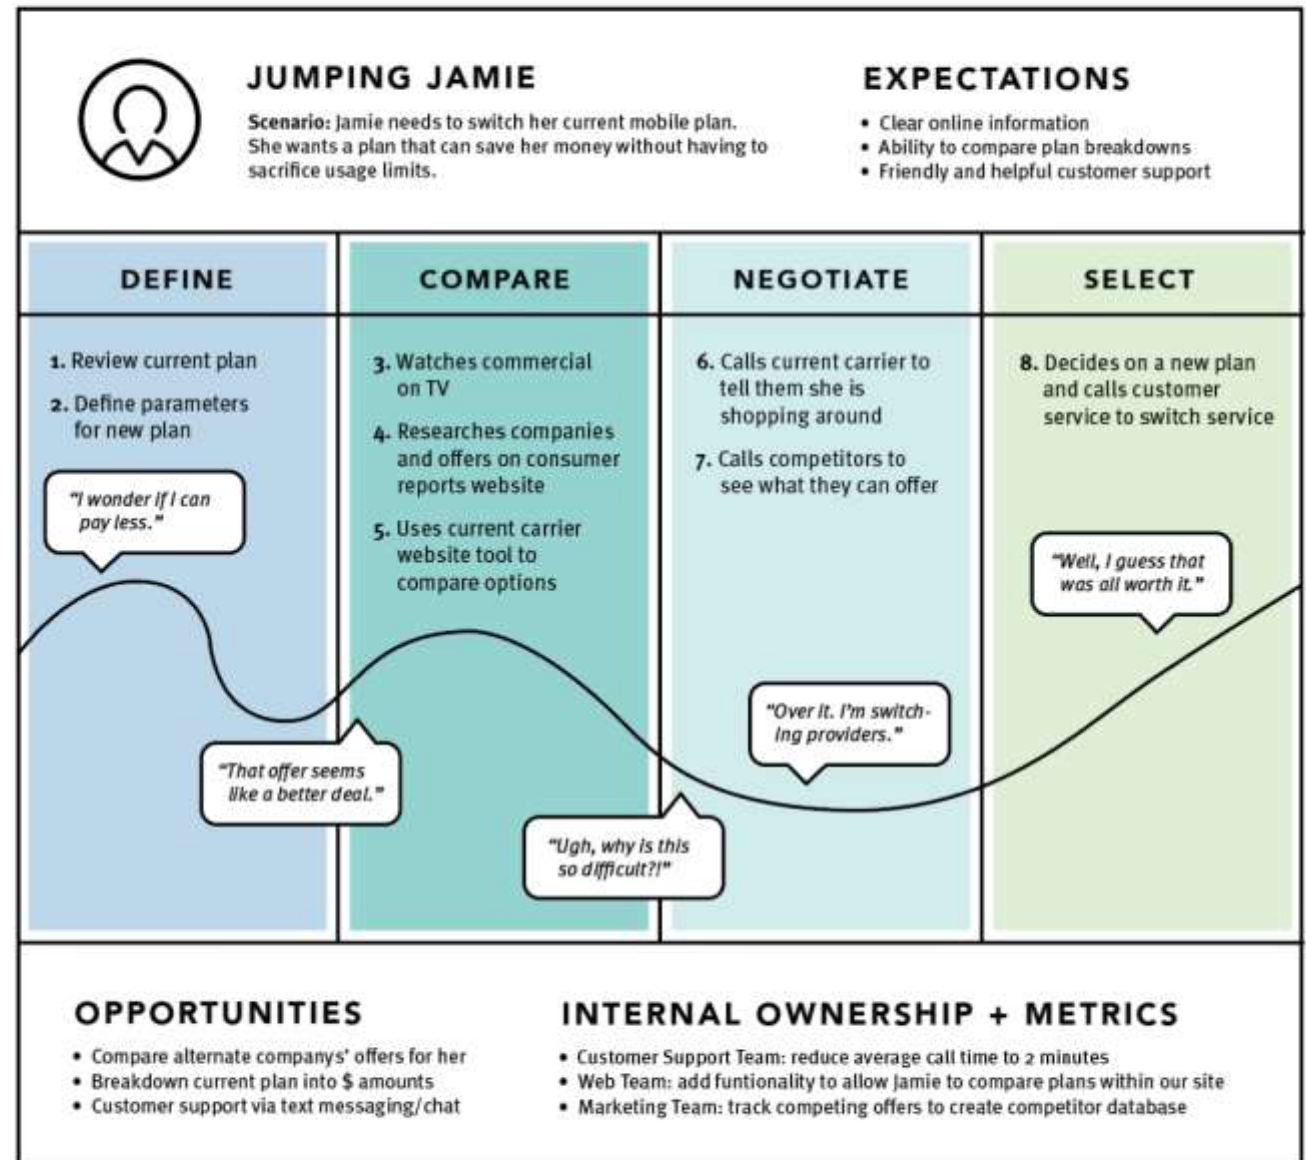 JUMPING JAMIE
Scenario: Jamie needs to switch her current mobile plan.
She wants a plan that can save her money without having to
sacrifice usage limits.
EXPECTATIONS
• Clear online information
• Ability to compare plan breakdowns
• Friendly and helpful customer support
DEFINE
1. Review current plan
2. Define parameters
for new plan
"I wonder if I can
pay less."
COMPARE
3. Watches commercial
on TV
4. Researches companies
and offers on consumer
reports website
5. Uses current carrier
website tool to
compare options
"That offer seems
like a better deal."
NEGOTIATE
6. Calls current carrier to
tell them she is
shopping around
7. Calls competitors to
see what they can offer
"Ugh, why is this
so difficult?!"
"Over it. I'm switch-
ing providers."
SELECT
8. Decides on a new plan
and calls customer
service to switch service
"Well, I guess that
was all worth it."
OPPORTUNITIES
• Compare alternate companys' offers for her
• Breakdown current plan into $ amounts
• Customer support via text messaging/chat
INTERNAL OWNERSHIP + METRICS
• Customer Support Team: reduce average call time to 2 minutes
• Web Team: add funtionality to allow Jamie to compare plans within our site
• Marketing Team: track competing offers to create competitor database